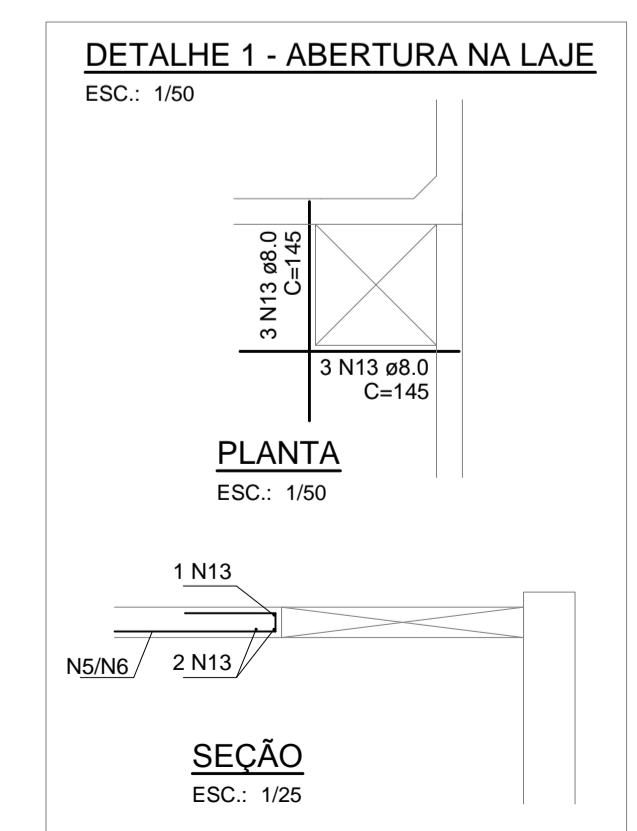 DETALHE 1 - ABERTURA NA LAJE
ESC.: 1/50
3 N13 ø8.0
C=145
3 N13 ø8.0
C=145
PLANTA
ESC.: 1/50
1 N13
N5/N6
2 N13
SEÇÃO
ESC.: 1/25